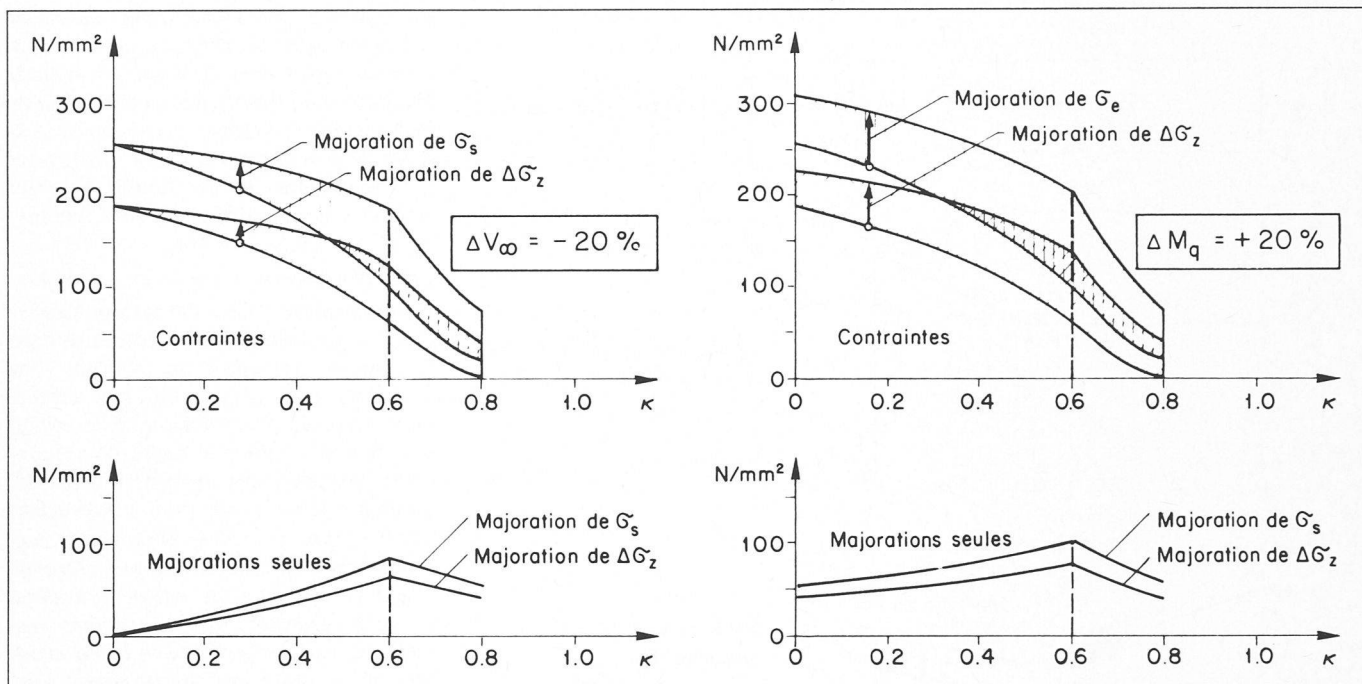 N/mm²
300
200
100
0
Majoration de σs
Majoration de Δσz
ΔV∞ = - 20 %
Contraintes
0 0.2 0.4 0.6 0.8 1.0 κ
N/mm²
300
200
100
0
Majoration de σe
Majoration de Δσz
Δ Mq = + 20 %
Contraintes
0 0.2 0.4 0.6 0.8 1.0 κ
N/mm²
100
0
Majorations seules
Majoration de σs
Majoration de Δσz
0 0.2 0.4 0.6 0.8 1.0 κ
N/mm²
100
0
Majorations seules
Majoration de σs
Majoration de Δσz
0 0.2 0.4 0.6 0.8 1.0 κ